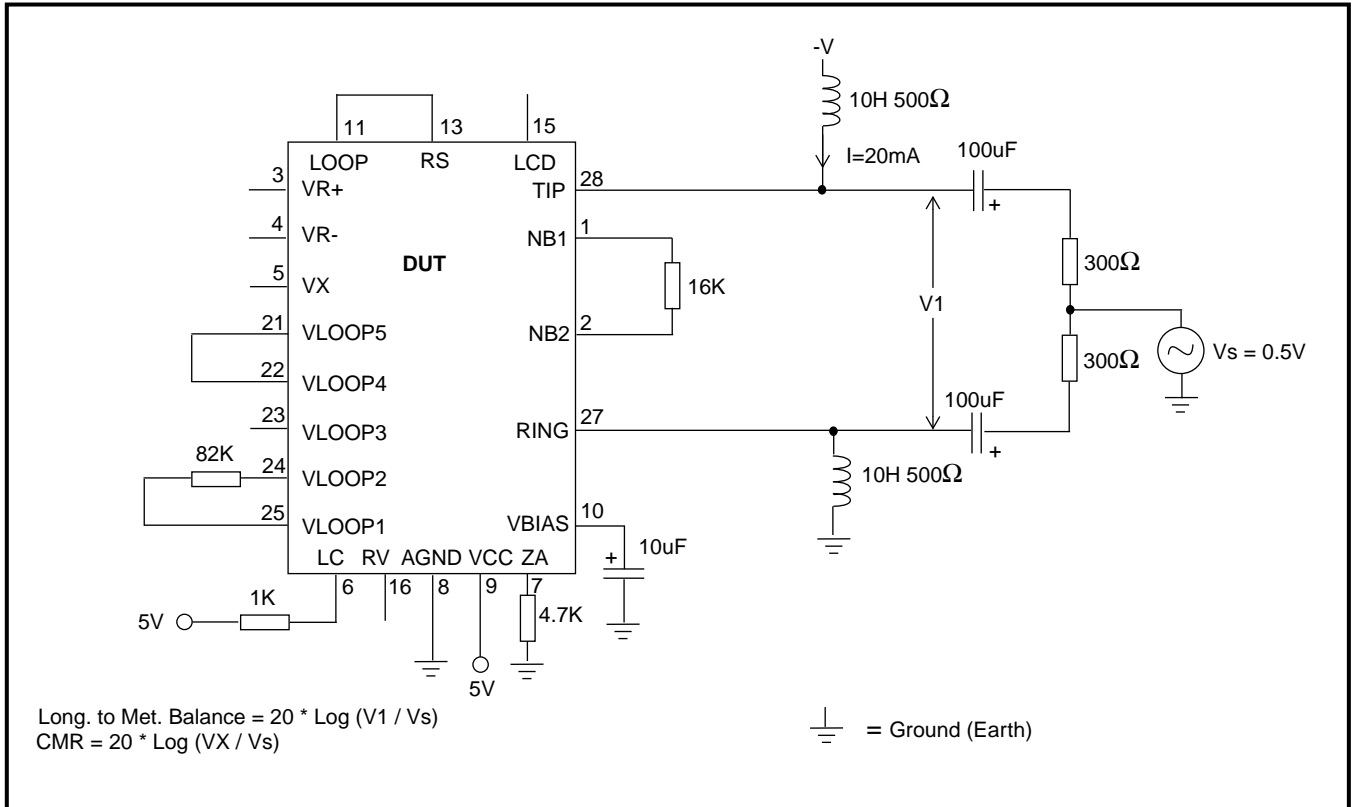 -V
10H 500Ω
11 13 15
I=20mA
100uF
LOOP RS LCD
3 VR+ TIP 28
+
4 VR- NB1 1
DUT
300Ω
5 VX
16K
V1
21 VLOOP5 NB2 2
Vs = 0.5V
300Ω
22 VLOOP4
100uF
23 VLOOP3 RING 27
+
82K
24 VLOOP2
10H 500Ω
25 VLOOP1 VBIAS 10
+ 10uF
LC RV AGND VCC ZA
6 16 8 9 7
1K
4.7K
5V
5V
Long. to Met. Balance = 20 * Log (V1 / Vs)
CMR = 20 * Log (VX / Vs)
= Ground (Earth)